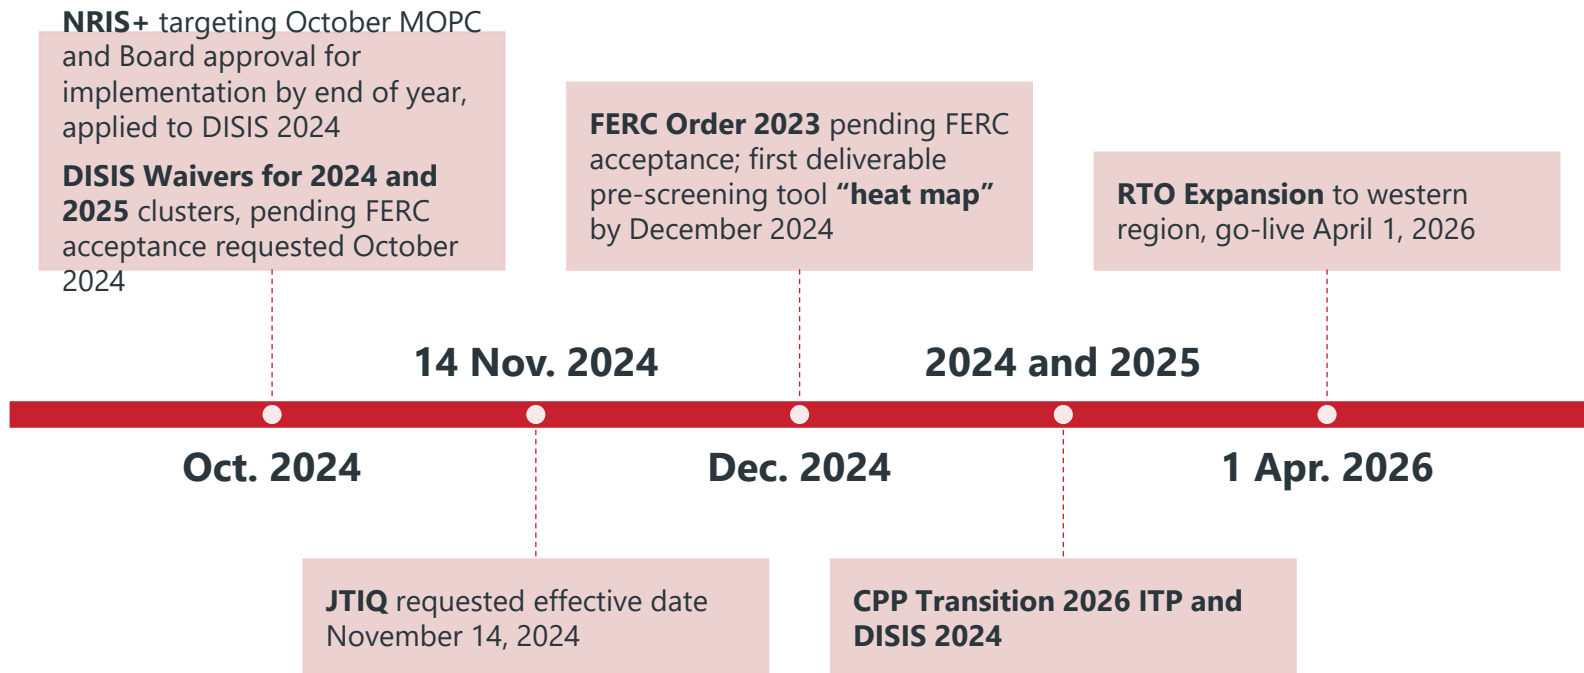 NRIS+ targeting October MOPC
and Board approval for
implementation by end of year,
applied to DISIS 2024
DISIS Waivers for 2024 and
2025 clusters, pending FERC
acceptance requested October
2024
FERC Order 2023 pending FERC
acceptance; first deliverable
pre-screening tool “heat map”
by December 2024
RTO Expansion to western
region, go-live April 1, 2026
14 Nov. 2024
2024 and 2025
Oct. 2024
Dec. 2024
1 Apr. 2026
JTIQ requested effective date
November 14, 2024
CPP Transition 2026 ITP and
DISIS 2024